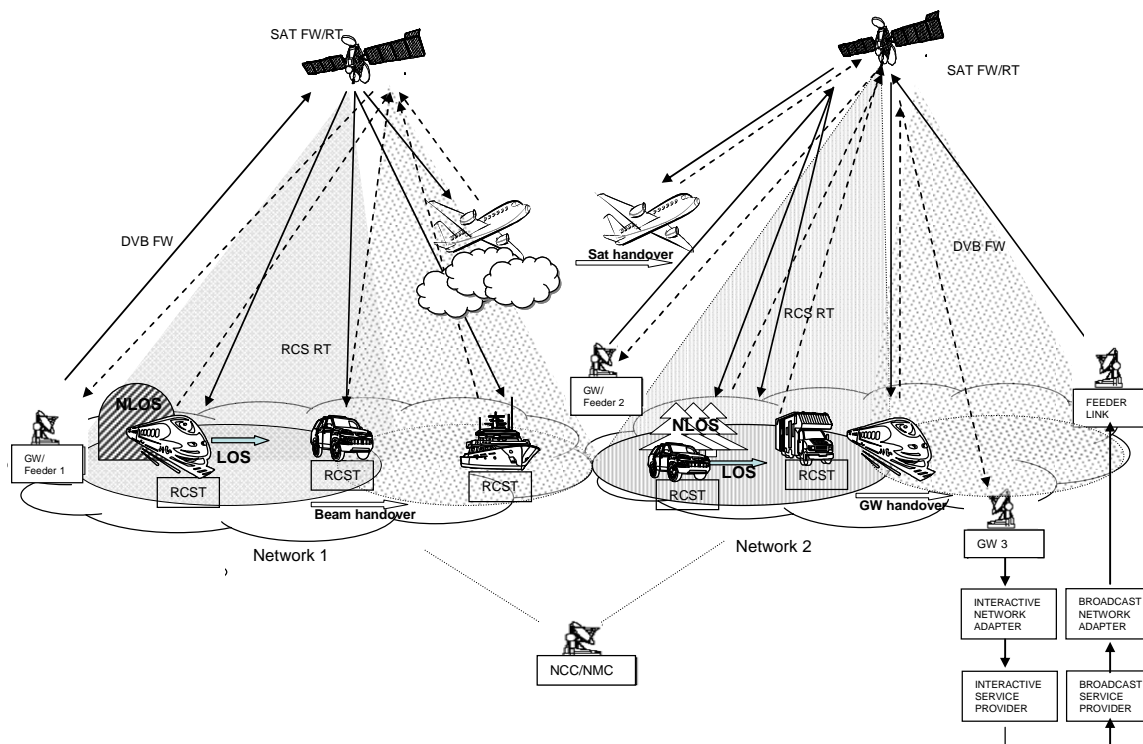 SAT FW/RT
SAT FW/RT
DVB FW
Sat handover
DVB FW
RCS RT
RCS RT
GW/
Feeder 2
FEEDER
LINK
NLOS
NLOS
GW/
Feeder 1
LOS
RCST
RCST
RCST
LOS
RCST
RCST
Beam handover
GW handover
Network 1
Network 2
GW 3
INTERACTIVE
NETWORK
ADAPTER
BROADCAST
NETWORK
ADAPTER
NCC/NMC
INTERACTIVE
SERVICE
PROVIDER
BROADCAST
SERVICE
PROVIDER